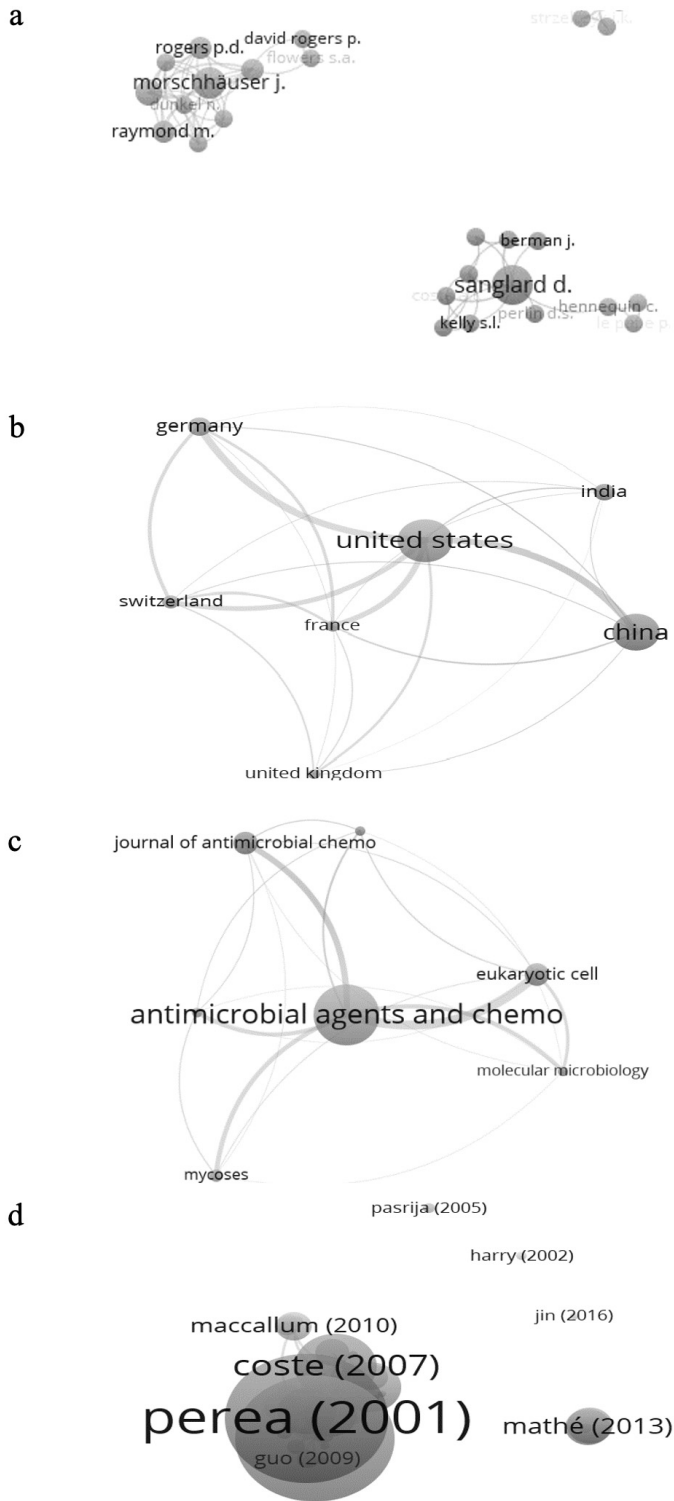 a
rogers p.d.
david rogers p.
flowers s.a.
morschhäuser j.
dunkel n.
raymond m.
berman j.
sanglard d.
hennequin c.
perlin d.s.
kelly s.l.
b
germany
india
united states
switzerland
france
china
united kingdom
c
journal of antimicrobial chemo
eukaryotic cell
antimicrobial agents and chemo
molecular microbiology
mycoses
d
pasrija (2005)
harry (2002)
jin (2016)
maccallum (2010)
coste (2007)
perea (2001)
mathé (2013)
guo (2009)